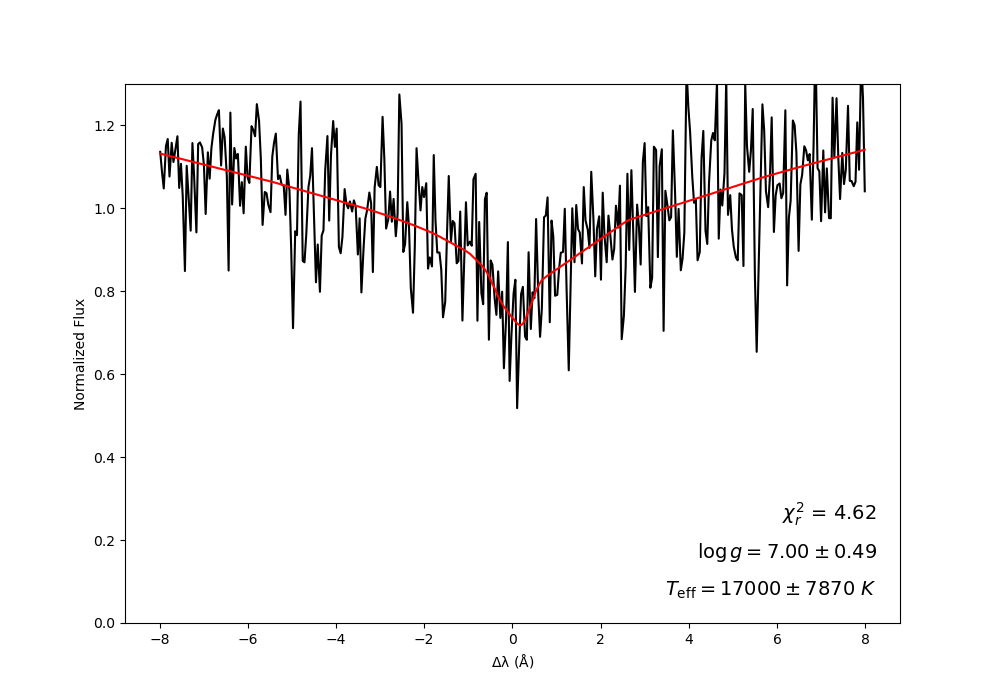 1.2
1.0
0.8
0.6
0.4
0.2
0.0
Normalized Flux
χ²ᵣ = 4.62
log g = 7.00 ± 0.49
T_eff = 17000 ± 7870 K
−8 −6 −4 −2 0 2 4 6 8
Δλ (Å)